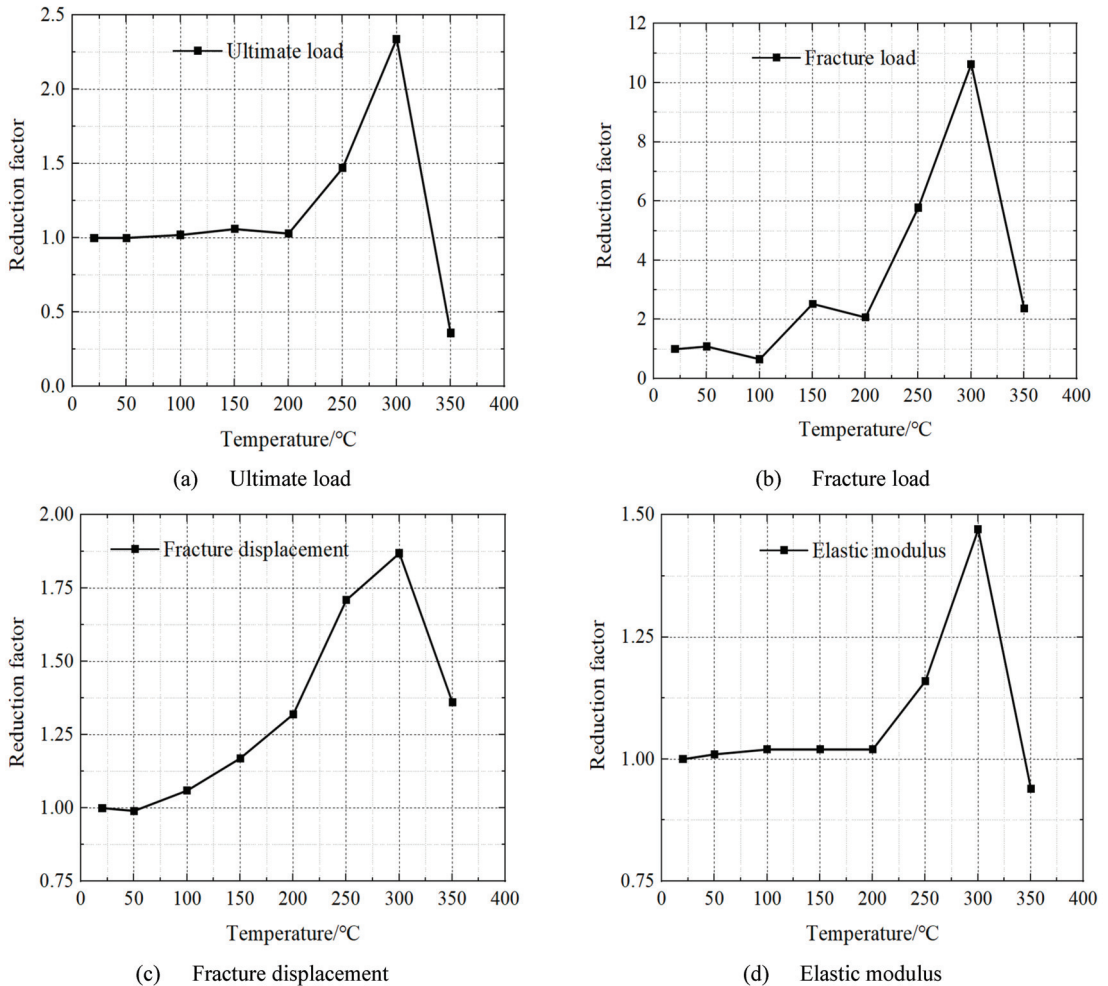 2.5
2.0
1.5
1.0
0.5
0.0
Reduction factor
Ultimate load
0 50 100 150 200 250 300 350 400
Temperature/℃
(a) Ultimate load
12
10
8
6
4
2
0
Reduction factor
Fracture load
0 50 100 150 200 250 300 350 400
Temperature/℃
(b) Fracture load
2.00
1.75
1.50
1.25
1.00
0.75
Reduction factor
Fracture displacement
0 50 100 150 200 250 300 350 400
Temperature/℃
(c) Fracture displacement
1.50
1.25
1.00
0.75
Reduction factor
Elastic modulus
0 50 100 150 200 250 300 350 400
Temperature/℃
(d) Elastic modulus